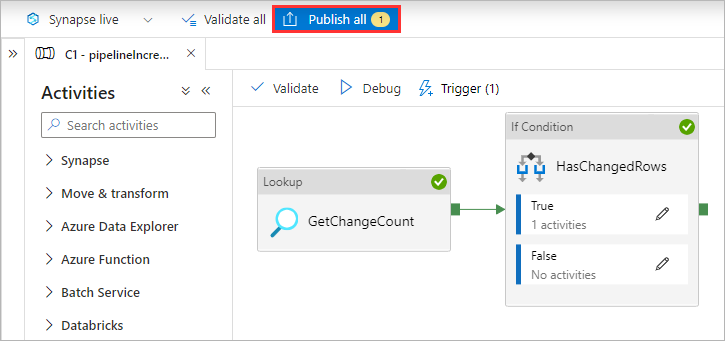 Synapse live
Validate all
Publish all 1
C1 - pipelineIncre...
Activities
Search activities
Synapse
Move & transform
Azure Data Explorer
Azure Function
Batch Service
Databricks
Validate
Debug
Trigger (1)
Lookup
GetChangeCount
If Condition
HasChangedRows
True
1 activities
False
No activities